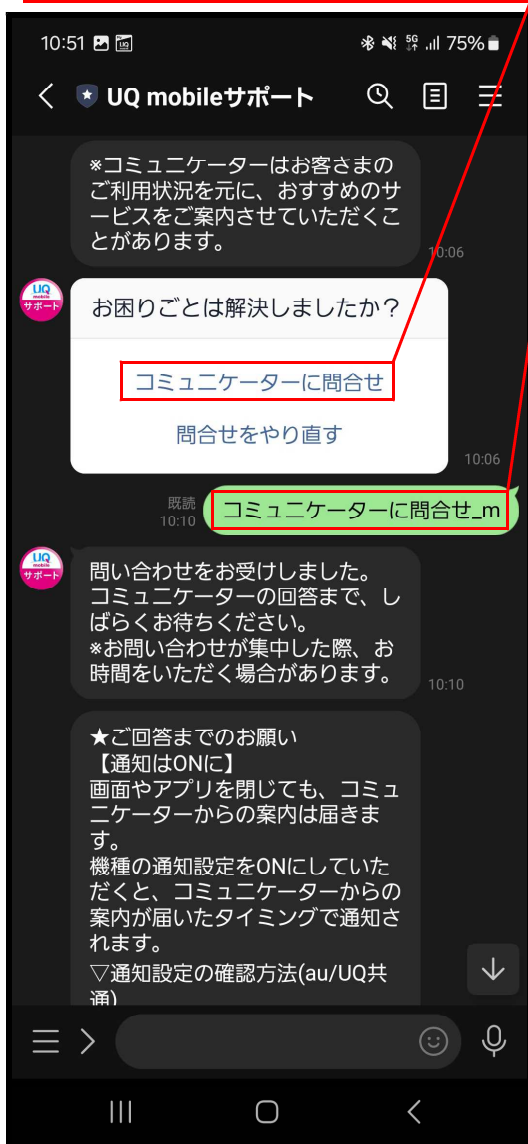 10:51
75%
UQ mobileサポート
※コミュニケーターはお客さまの
ご利用状況を元に、おすすめのサ
ービスをご案内させていただくこ
とがあります。
10:06
UQ
mobile
サポート
お困りごとは解決しましたか？
コミュニケーターに問合せ
問合せをやり直す
10:06
既読
10:10
コミュニケーターに問合せ_m
UQ
mobile
サポート
問い合わせをお受けしました。
コミュニケーターの回答まで、し
ばらくお待ちください。
※お問い合わせが集中した際、お
時間をいただく場合があります。
10:10
★ご回答までのお願い
【通知はONに】
画面やアプリを閉じても、コミュ
ニケーターからの案内は届きま
す。
機種の通知設定をONにしていた
だくと、コミュニケーターからの
案内が届いたタイミングで通知さ
れます。
▽通知設定の確認方法(au/UQ共
通)